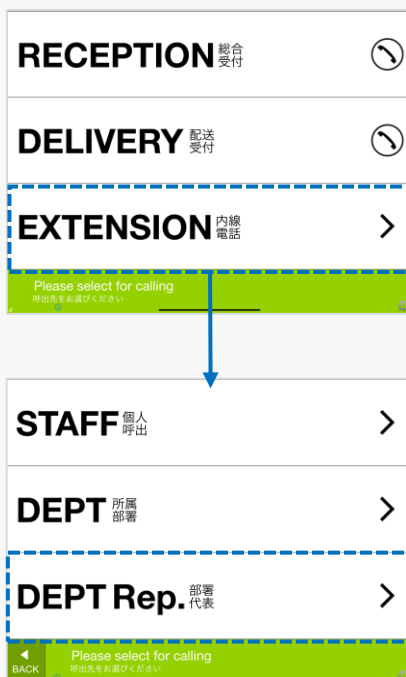 RECEPTION 総合受付
DELIVERY 配送受付
EXTENSION 内線電話
Please select for calling
呼出先をお選びください
STAFF 個人呼出
DEPT 所属部署
DEPT Rep. 部署代表
BACK
Please select for calling
呼出先をお選びください